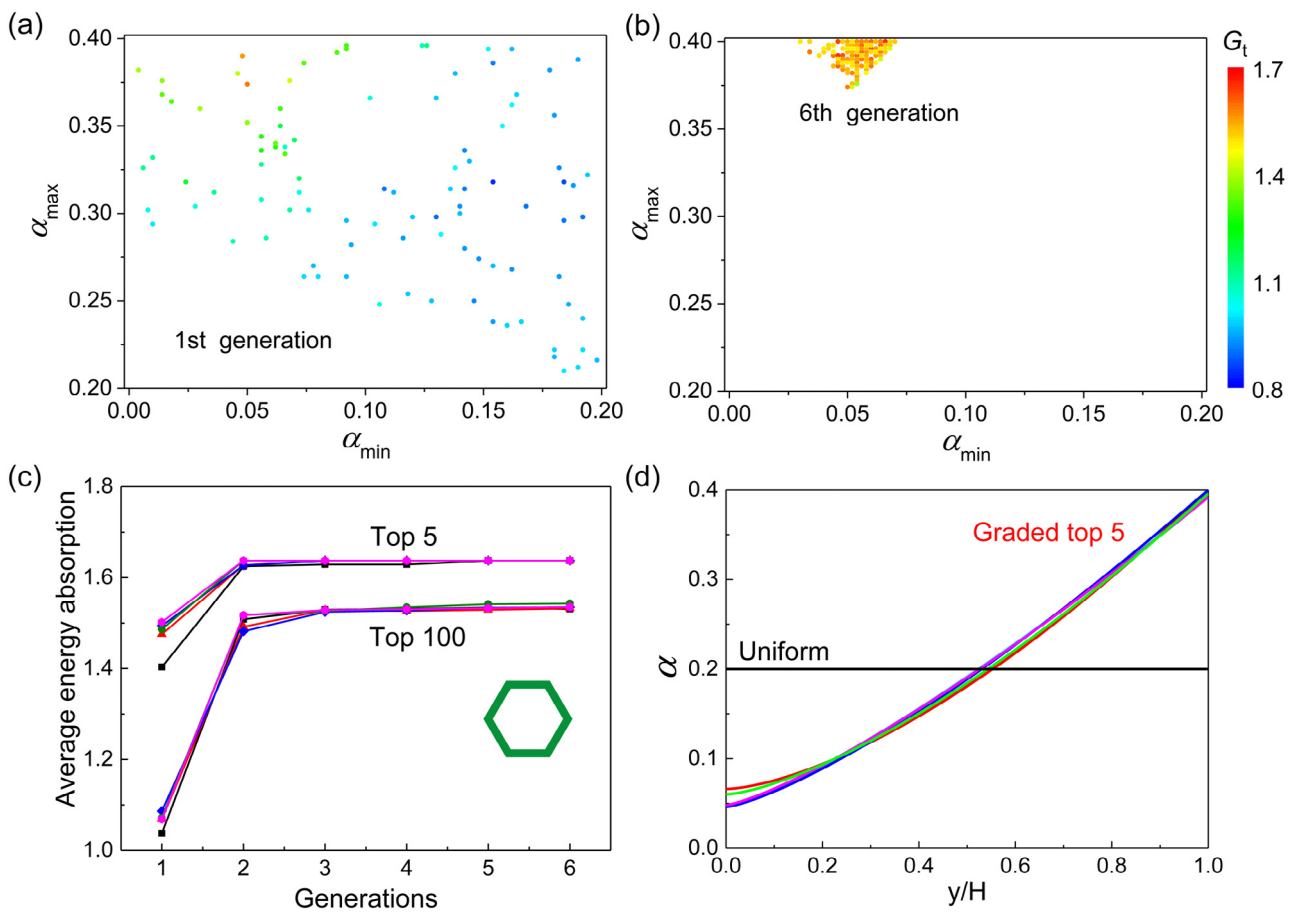 (a)
0.40
0.35
0.30
0.25
0.20
α_max
0.00 0.05 0.10 0.15 0.20
α_min
1st generation
(b)
0.40
0.35
0.30
0.25
0.20
α_max
0.00 0.05 0.10 0.15 0.20
α_min
6th generation
G_t
1.7
1.4
1.1
0.8
(c)
1.8
1.6
1.4
1.2
1.0
Average energy absorption
Top 5
Top 100
1 2 3 4 5 6
Generations
(d)
0.4
0.3
0.2
0.1
0.0
α
Graded top 5
Uniform
0.0 0.2 0.4 0.6 0.8 1.0
y/H